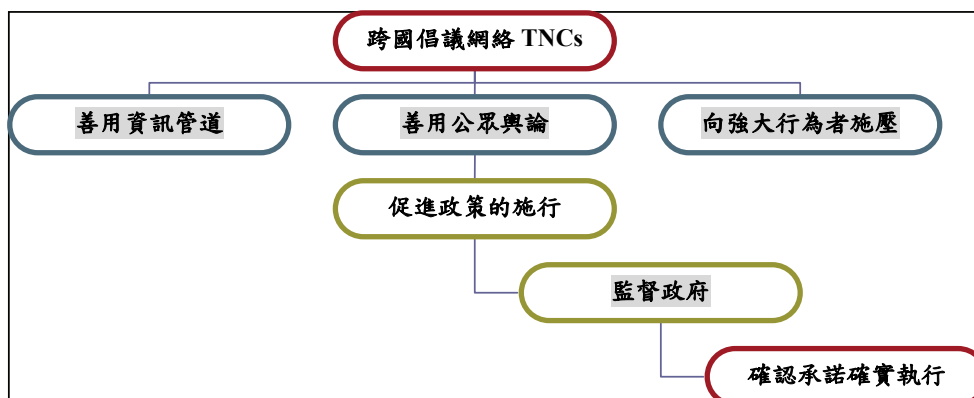 跨國倡議網絡 TNCs
善用資訊管道
善用公眾輿論
向強大行為者施壓
促進政策的施行
監督政府
確認承諾確實執行